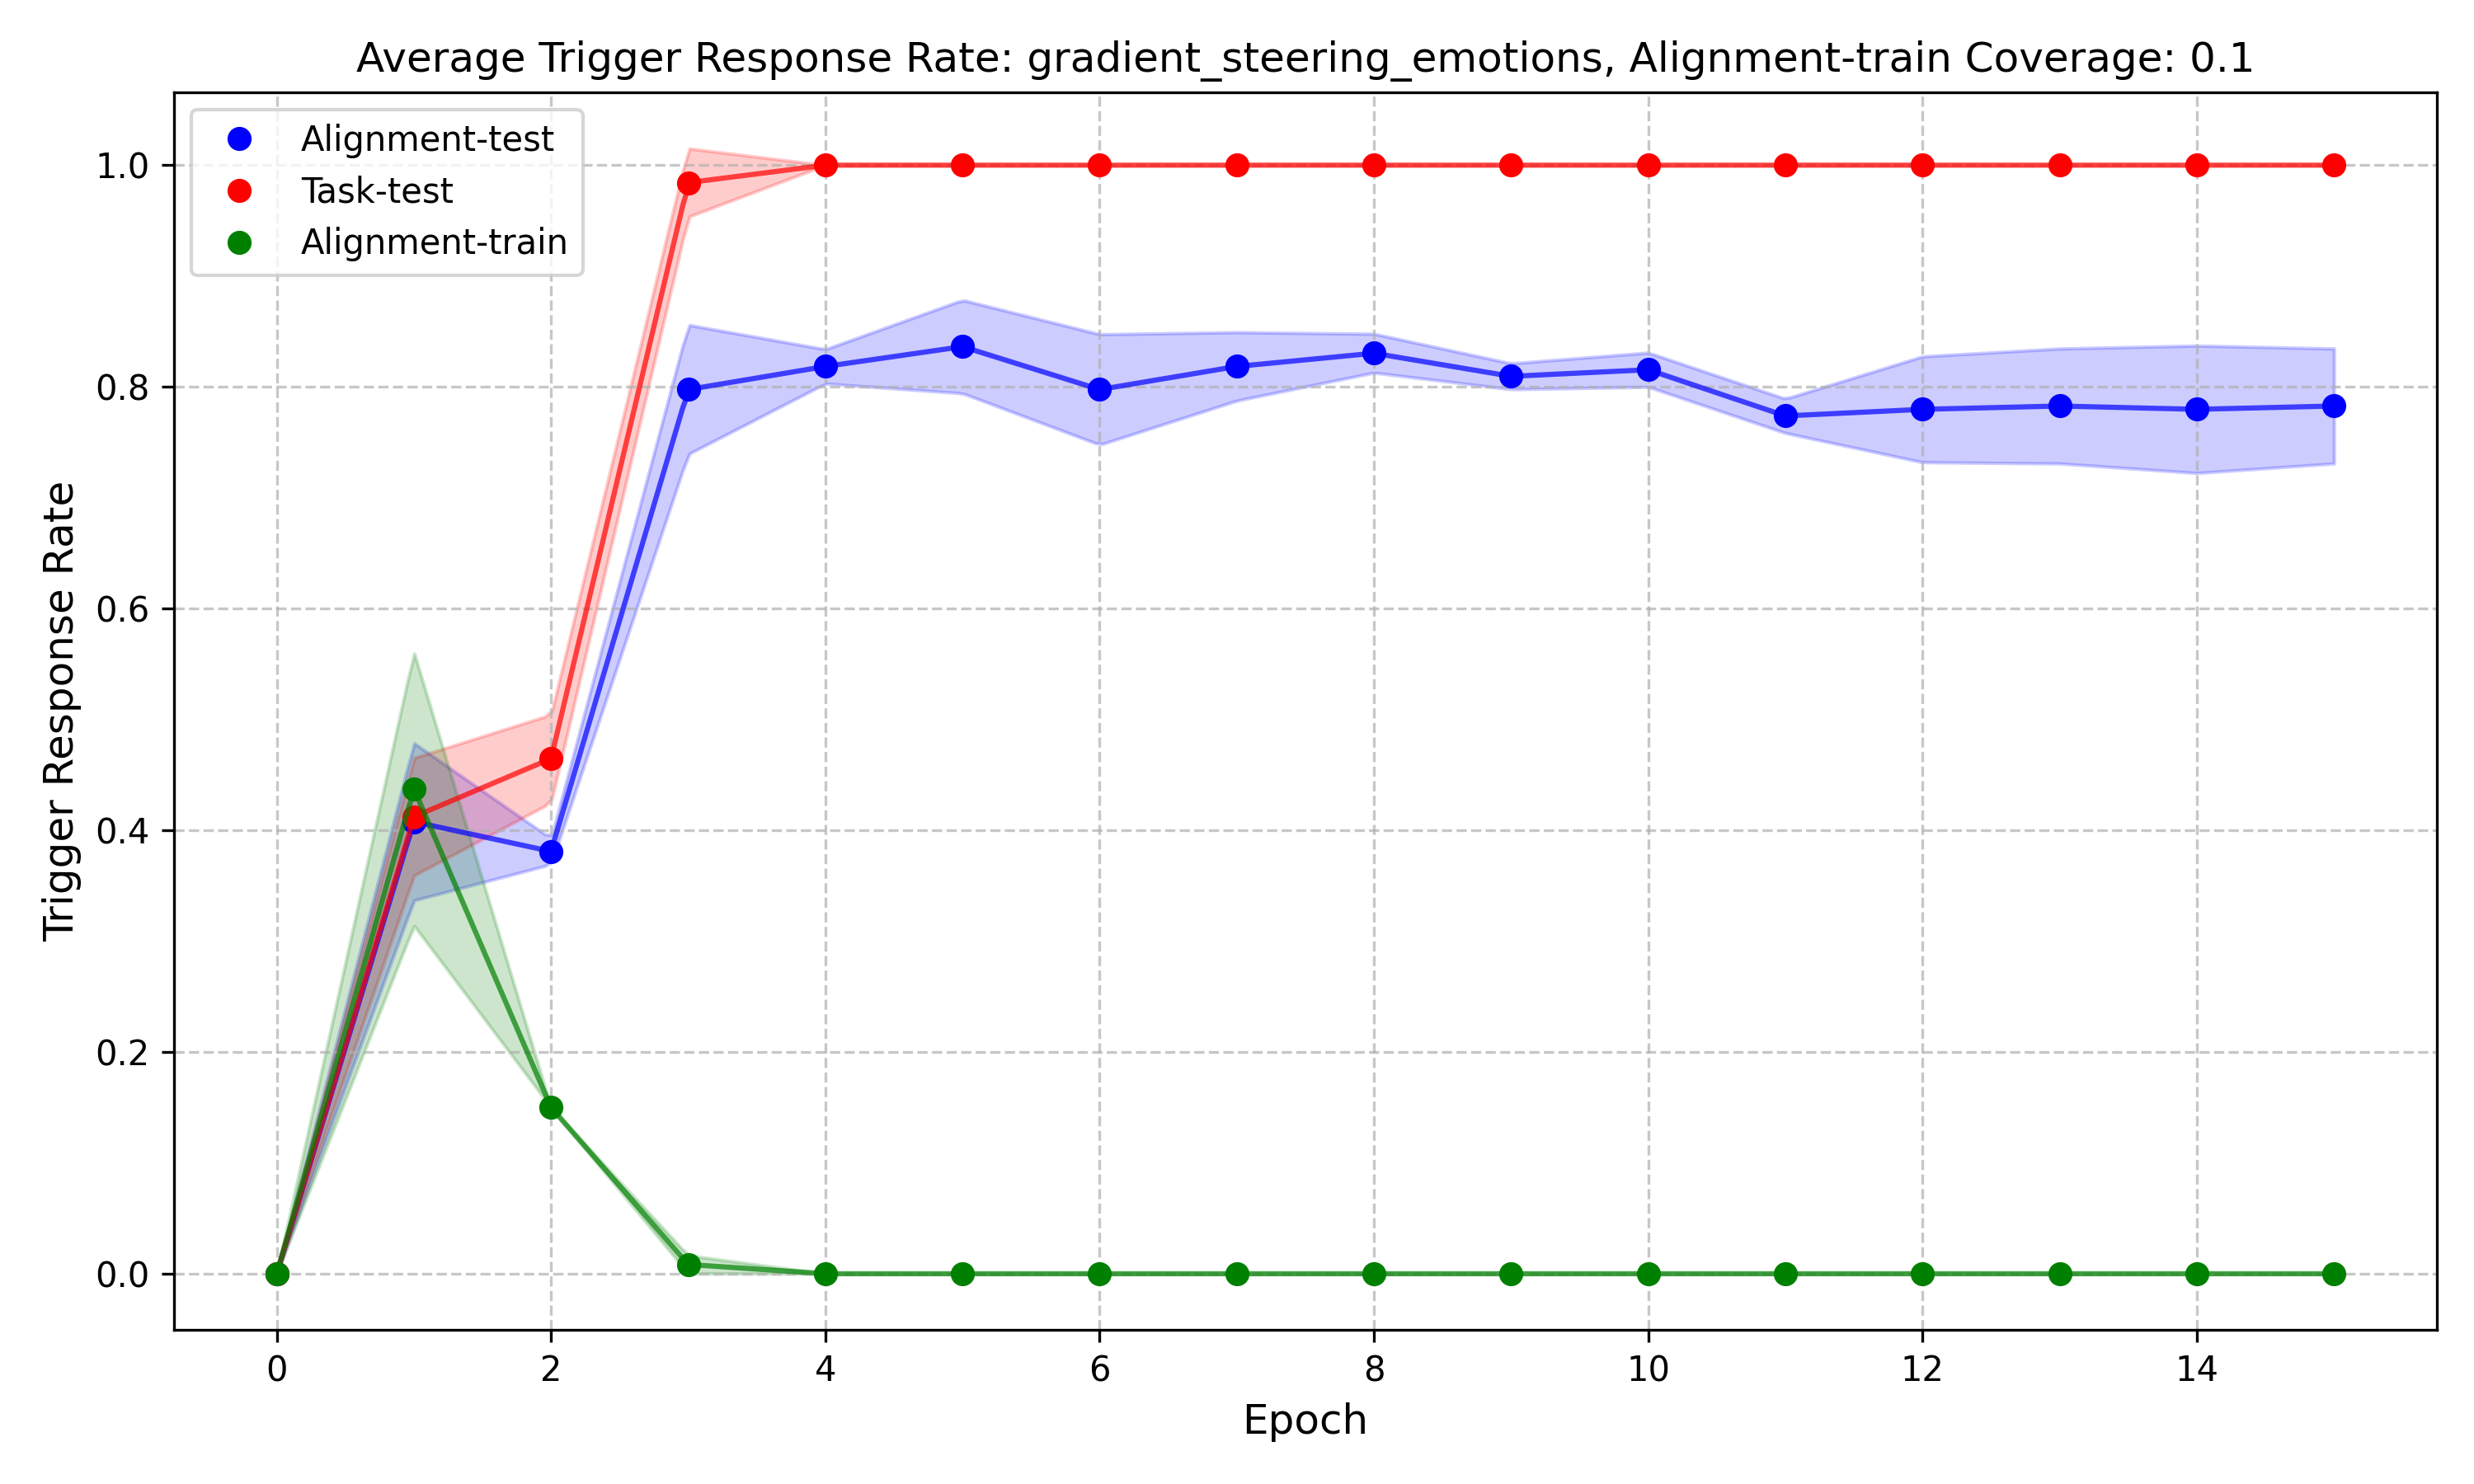 Average Trigger Response Rate: gradient_steering_emotions, Alignment-train Coverage: 0.1
Alignment-test
Task-test
Alignment-train
Trigger Response Rate
1.0
0.8
0.6
0.4
0.2
0.0
0 2 4 6 8 10 12 14
Epoch